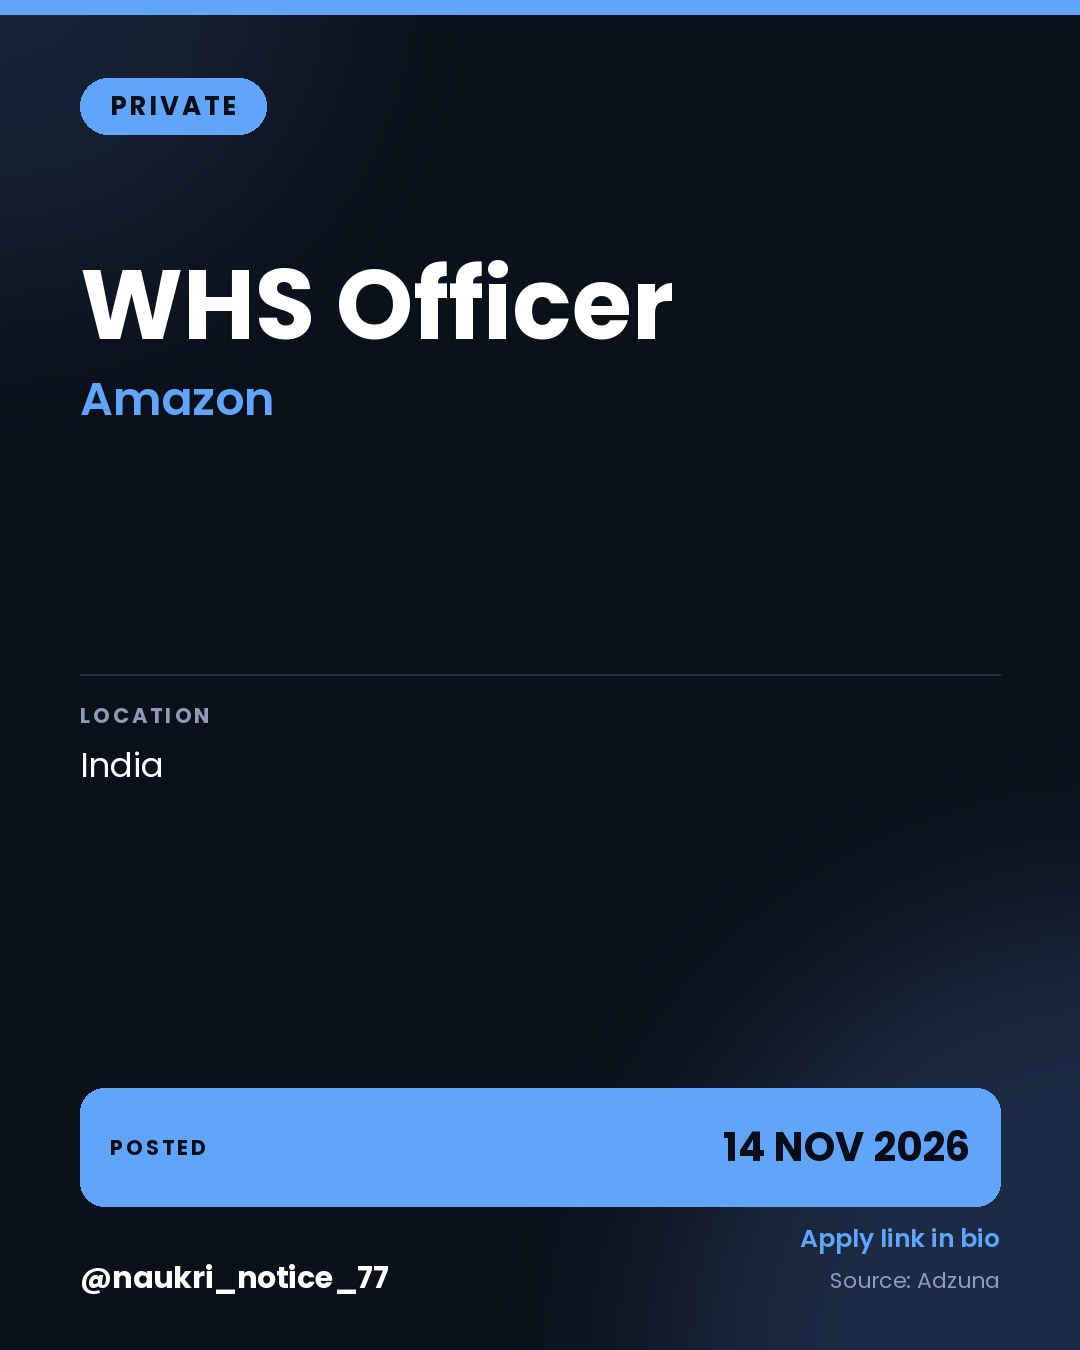 PRIVATE
WHS Officer
Amazon
LOCATION
India
POSTED
14 NOV 2026
Apply link in bio
@naukri_notice_77
Source: Adzuna